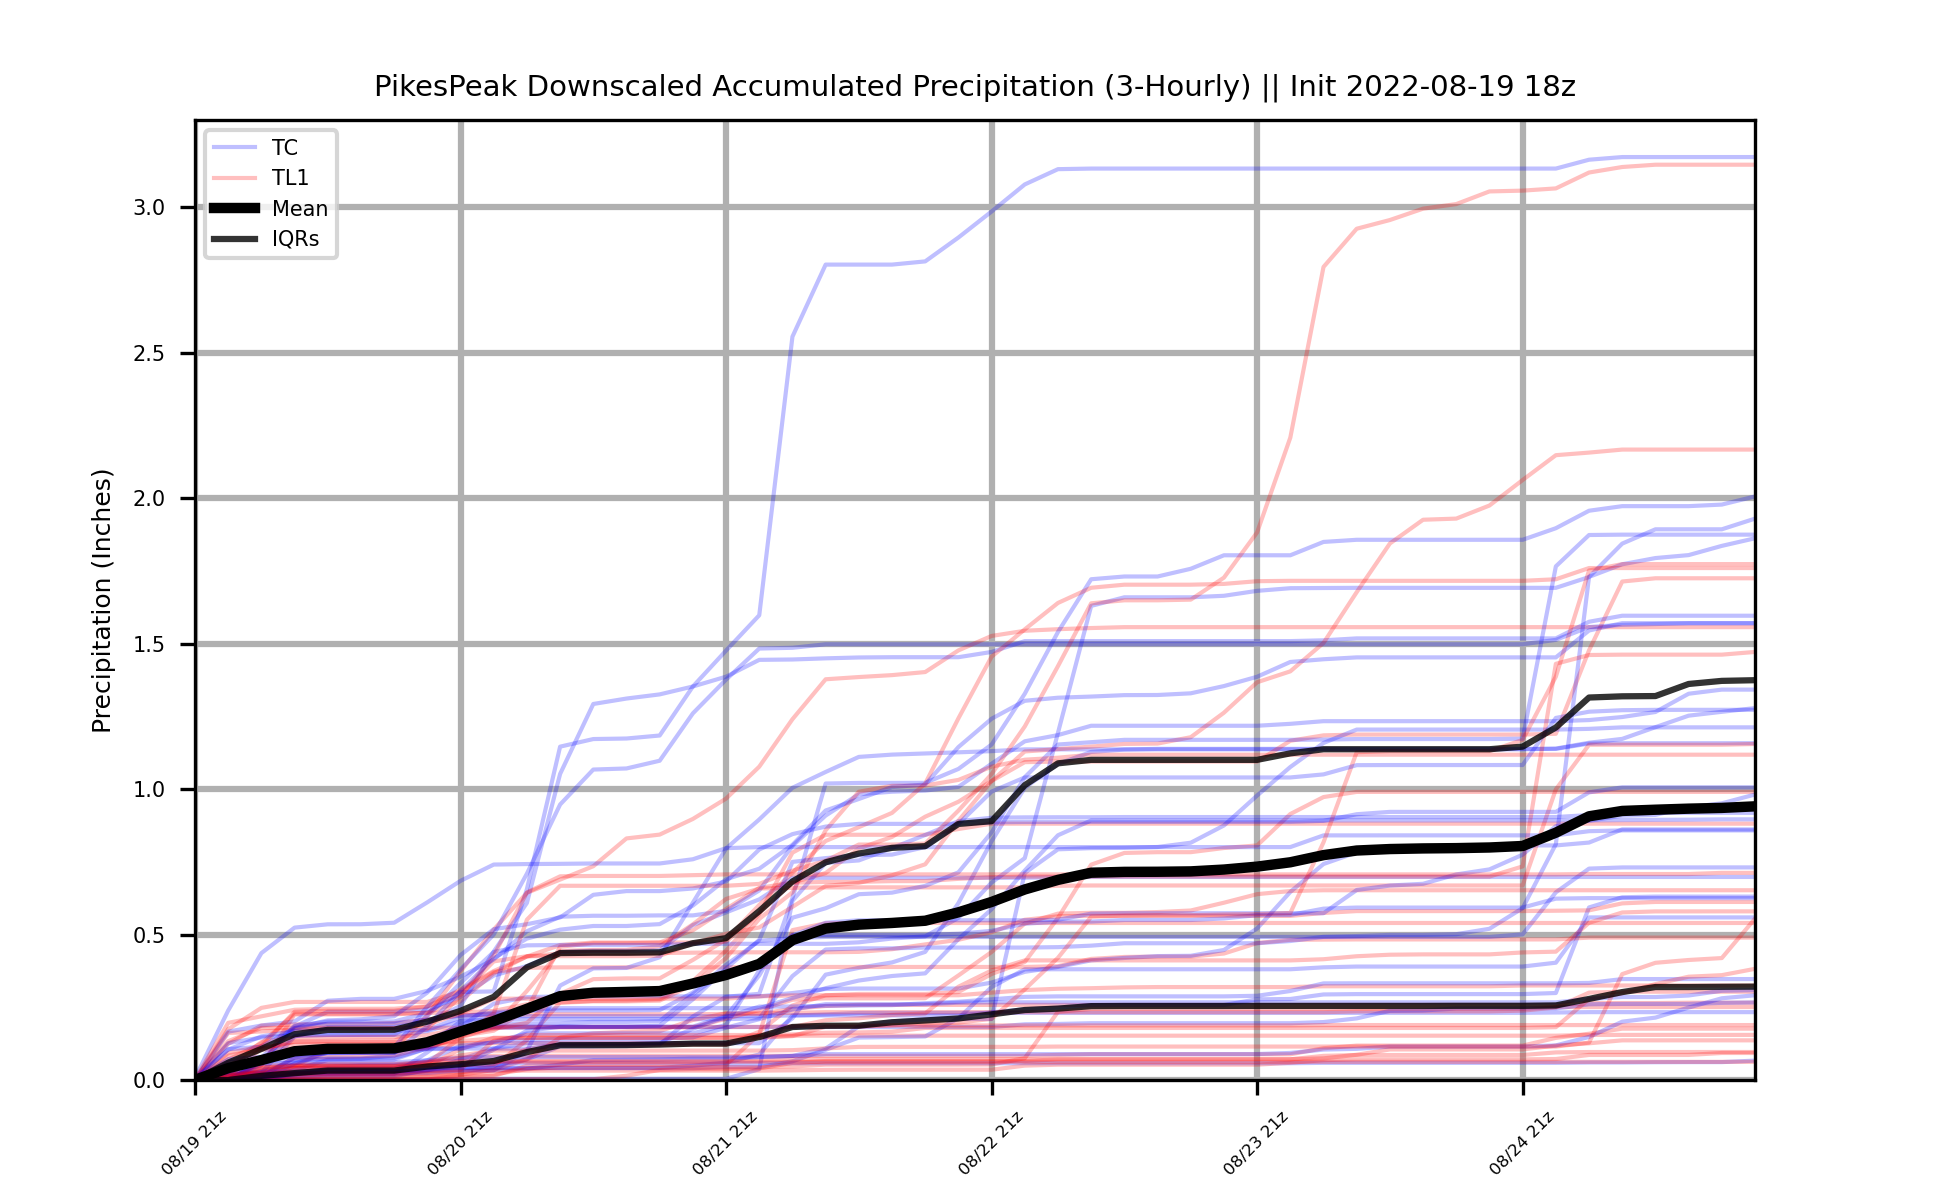 PikesPeak Downscaled Accumulated Precipitation (3-Hourly) || Init 2022-08-19 18z
TC
TL1
Mean
IQRs
Precipitation (Inches)
3.0
2.5
2.0
1.5
1.0
0.5
0.0
08/19 21z
08/20 21z
08/21 21z
08/22 21z
08/23 21z
08/24 21z